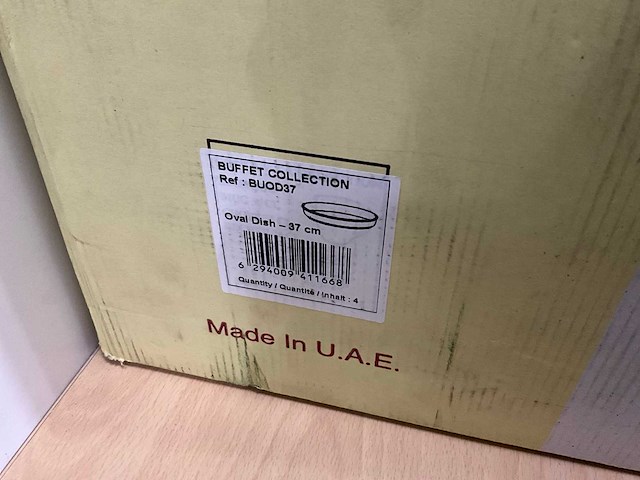 BUFFET COLLECTION
Ref : BUOD37
Oval Dish – 37 cm
6 294009 411668
Quantity / Quantité / Inhalt : 4
Made In U.A.E.